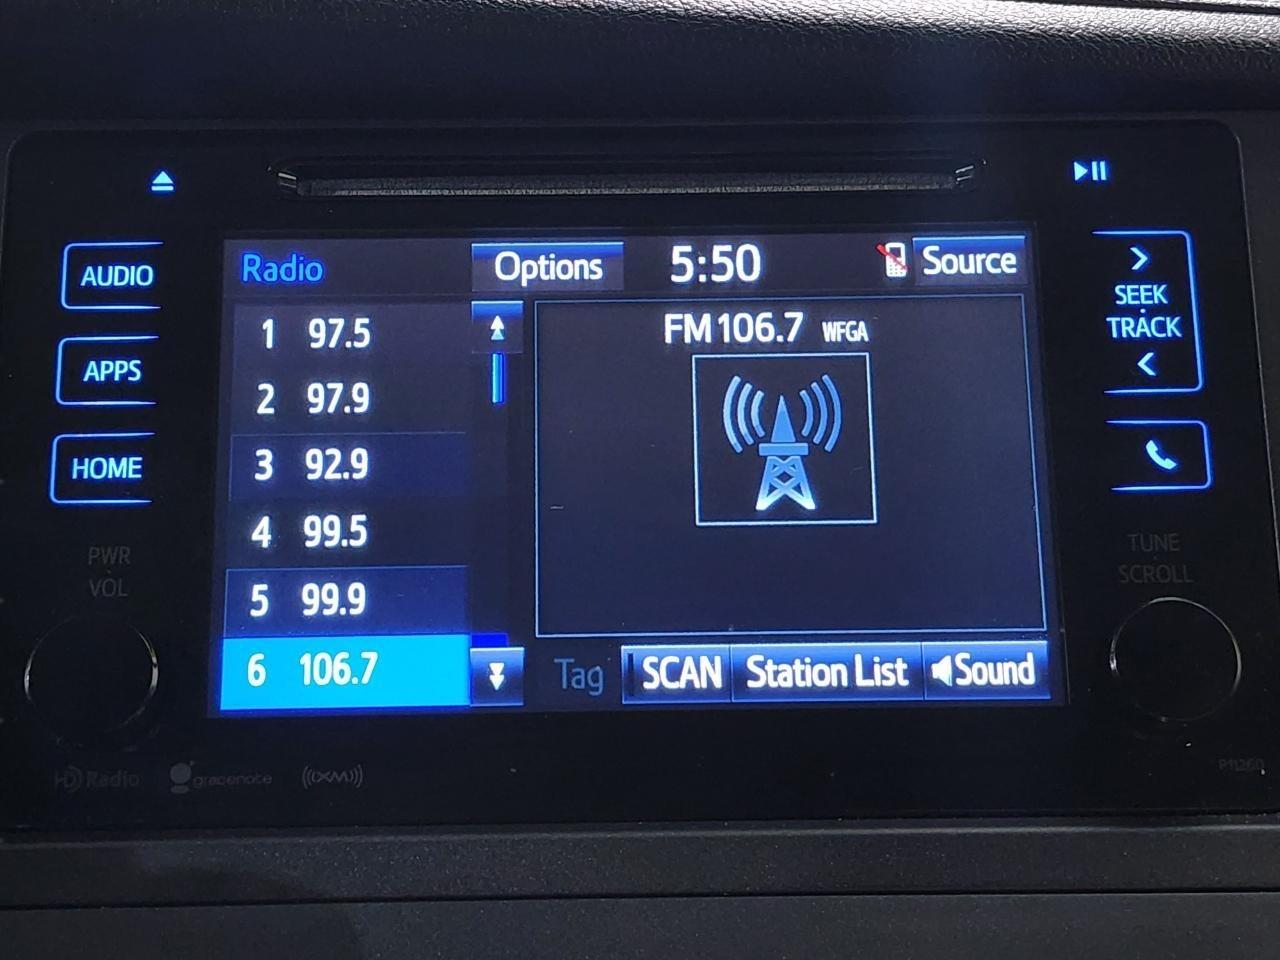 AUDIO
APPS
HOME
PWR
VOL
Radio
Options
5:50
Source
1 97.5
2 97.9
3 92.9
4 99.5
5 99.9
6 106.7
FM 106.7 WFGA
Tag
SCAN
Station List
Sound
SEEK
TRACK
TUNE
SCROLL
HD Radio
gracenote
((XM))
P11260